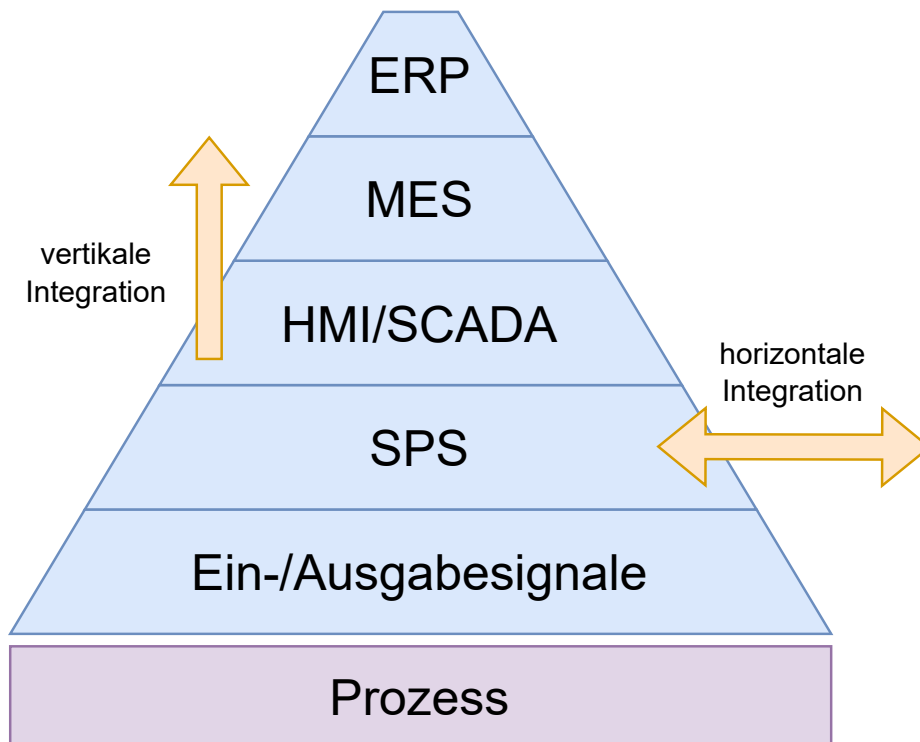 ERP
MES
vertikale
Integration
HMI/SCADA
horizontale
Integration
SPS
Ein-/Ausgabesignale
Prozess